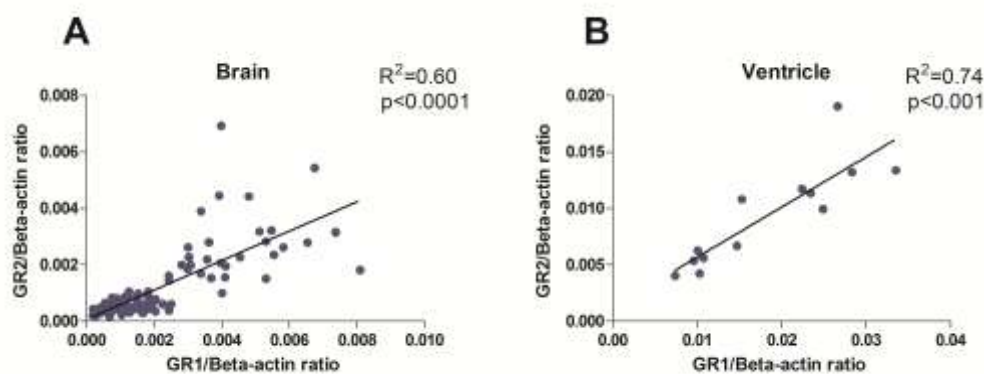 A
Brain
R²=0.60
p<0.0001
GR2/Beta-actin ratio
0.008
0.006
0.004
0.002
0.000
0.000 0.002 0.004 0.006 0.008 0.010
GR1/Beta-actin ratio
B
Ventricle
R²=0.74
p<0.001
GR2/Beta-actin ratio
0.020
0.015
0.010
0.005
0.000
0.00 0.01 0.02 0.03 0.04
GR1/Beta-actin ratio